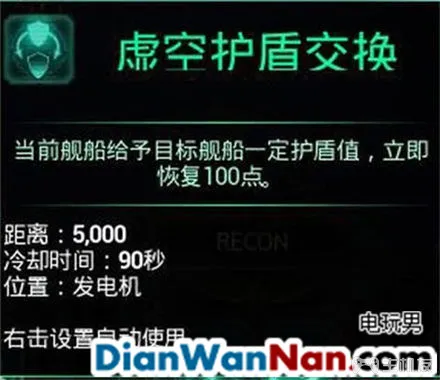 虚空护盾交换
当前舰船给予目标舰船一定护盾值，立即
恢复100点。
RECON
距离：5,000
冷却时间：90秒
位置：发电机
右击设置自动使用
电玩男
DianWanNan.com